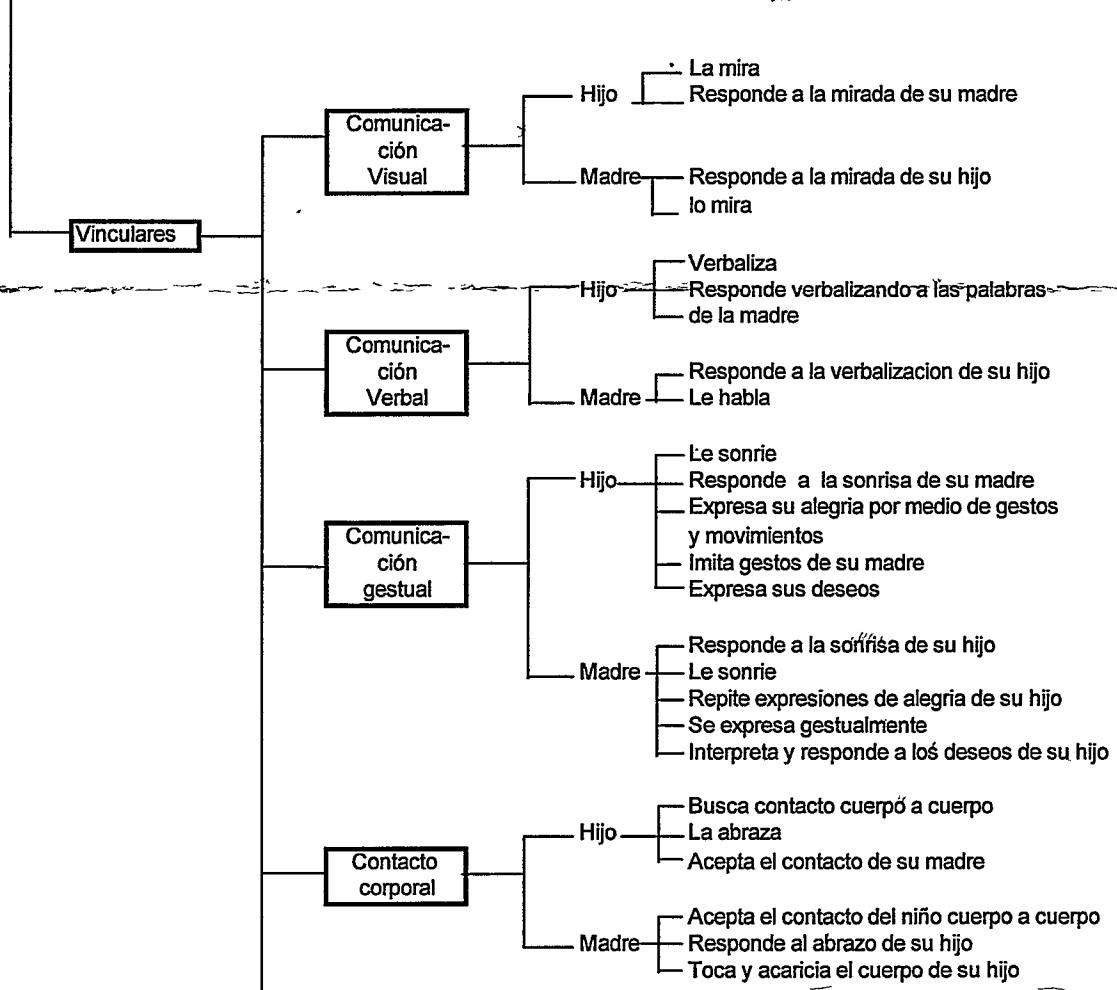 La mira
Hijo
Responde a la mirada de su madre
Comunica-
ción
Visual
Madre
Responde a la mirada de su hijo
lo mira
Vinculares
Verbaliza
Hijo
Responde verbalizando a las palabras
de la madre
Comunica-
ción
Verbal
Responde a la verbalizacion de su hijo
Madre
Le habla
Le sonrie
Hijo
Responde a la sonrisa de su madre
Expresa su alegria por medio de gestos
y movimientos
Comunica-
ción
gestual
Imita gestos de su madre
Expresa sus deseos
Responde a la sonrisa de su hijo
Madre
Le sonrie
Repite expresiones de alegria de su hijo
Se expresa gestualmente
Interpreta y responde a los deseos de su hijo
Busca contacto cuerpo a cuerpo
Hijo
La abraza
Acepta el contacto de su madre
Contacto
corporal
Acepta el contacto del niño cuerpo a cuerpo
Madre
Responde al abrazo de su hijo
Toca y acaricia el cuerpo de su hijo